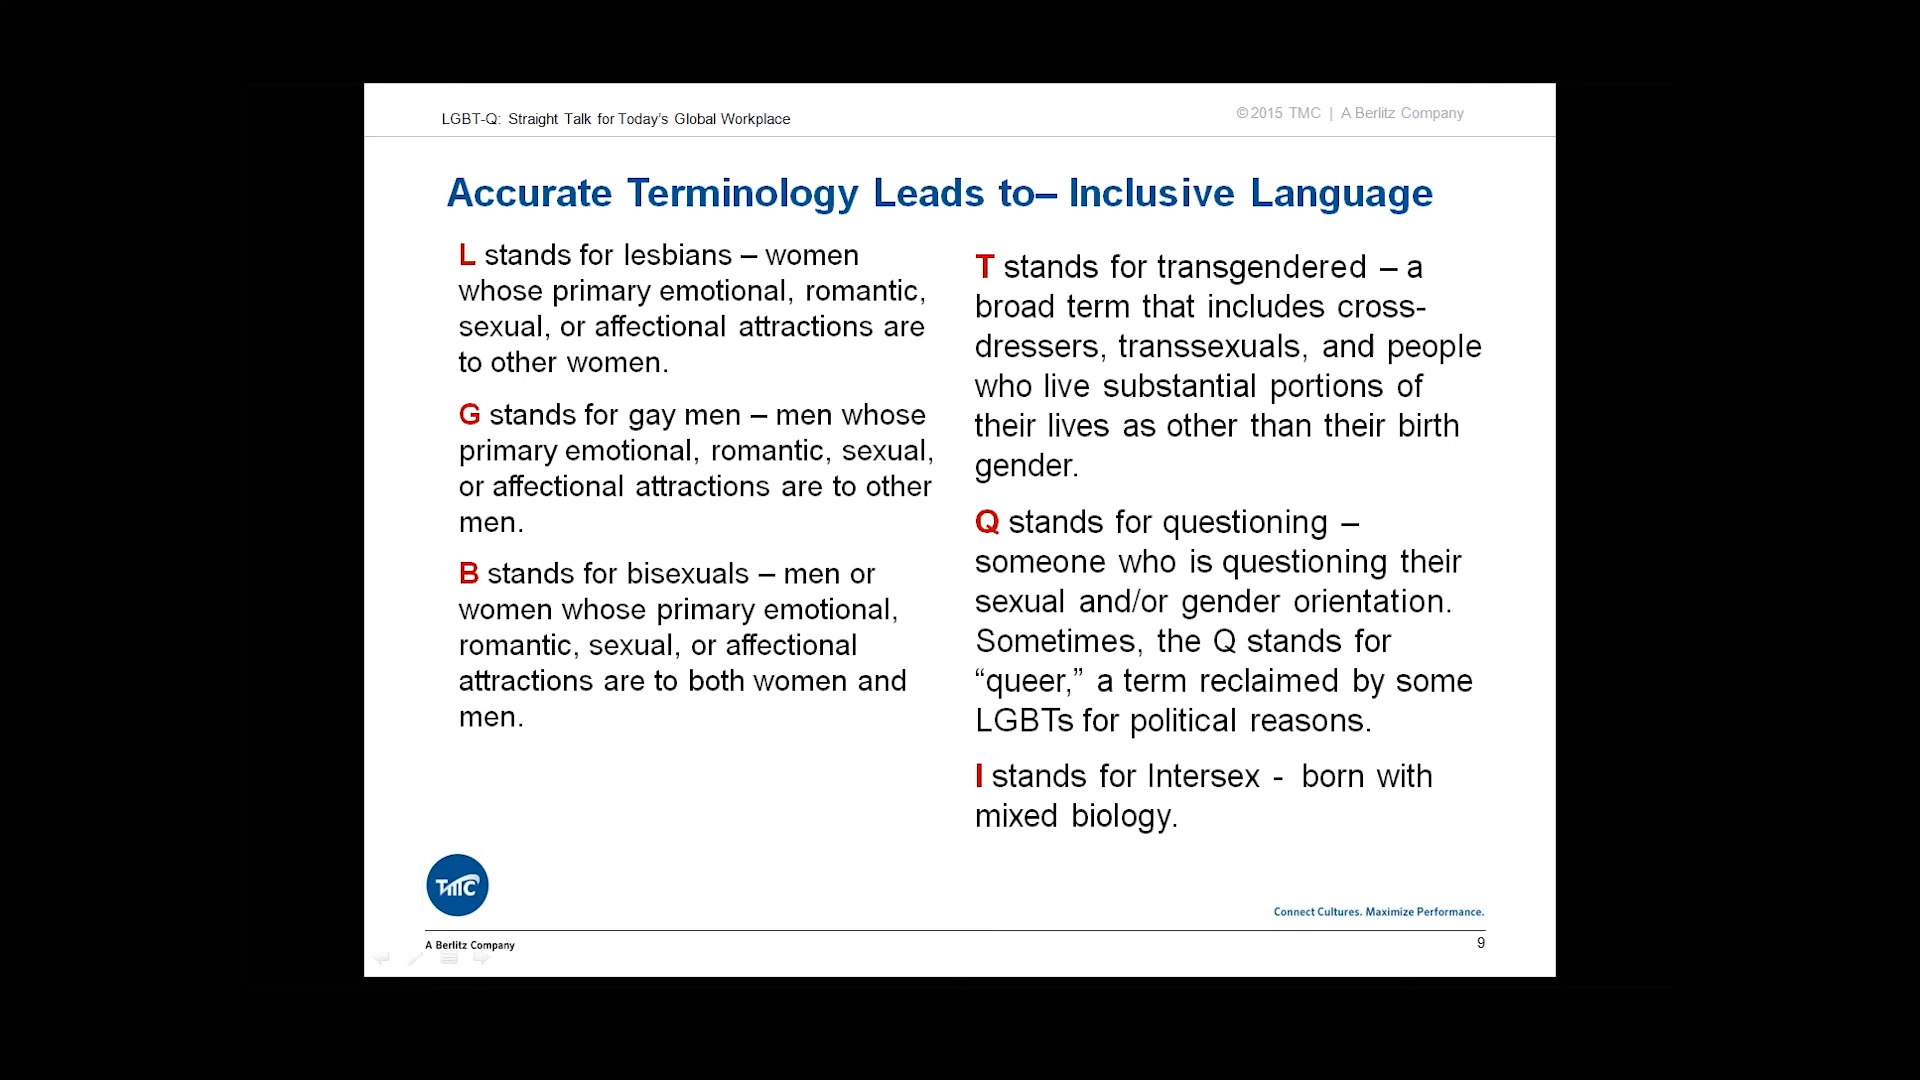 LGBT-Q: Straight Talk for Today's Global Workplace
© 2015 TMC | A Berlitz Company
Accurate Terminology Leads to– Inclusive Language
L stands for lesbians – women
whose primary emotional, romantic,
sexual, or affectional attractions are
to other women.
G stands for gay men – men whose
primary emotional, romantic, sexual,
or affectional attractions are to other
men.
B stands for bisexuals – men or
women whose primary emotional,
romantic, sexual, or affectional
attractions are to both women and
men.
T stands for transgendered – a
broad term that includes cross-
dressers, transsexuals, and people
who live substantial portions of
their lives as other than their birth
gender.
Q stands for questioning –
someone who is questioning their
sexual and/or gender orientation.
Sometimes, the Q stands for
“queer,” a term reclaimed by some
LGBTs for political reasons.
I stands for Intersex - born with
mixed biology.
TMC
Connect Cultures. Maximize Performance.
A Berlitz Company
9